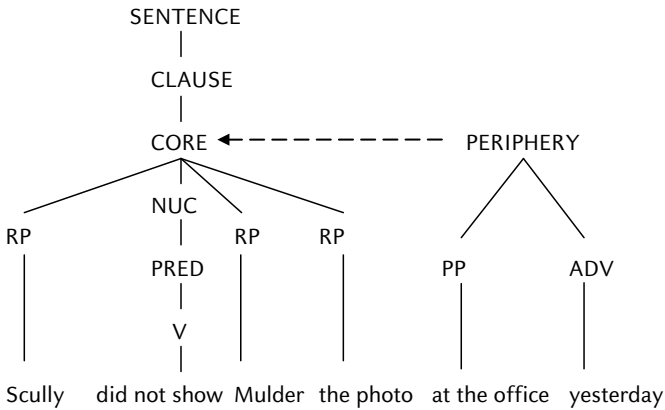 SENTENCE
CLAUSE
CORE PERIPHERY
NUC
RP RP RP
PRED PP ADV
V
Scully did not show Mulder the photo at the office yesterday